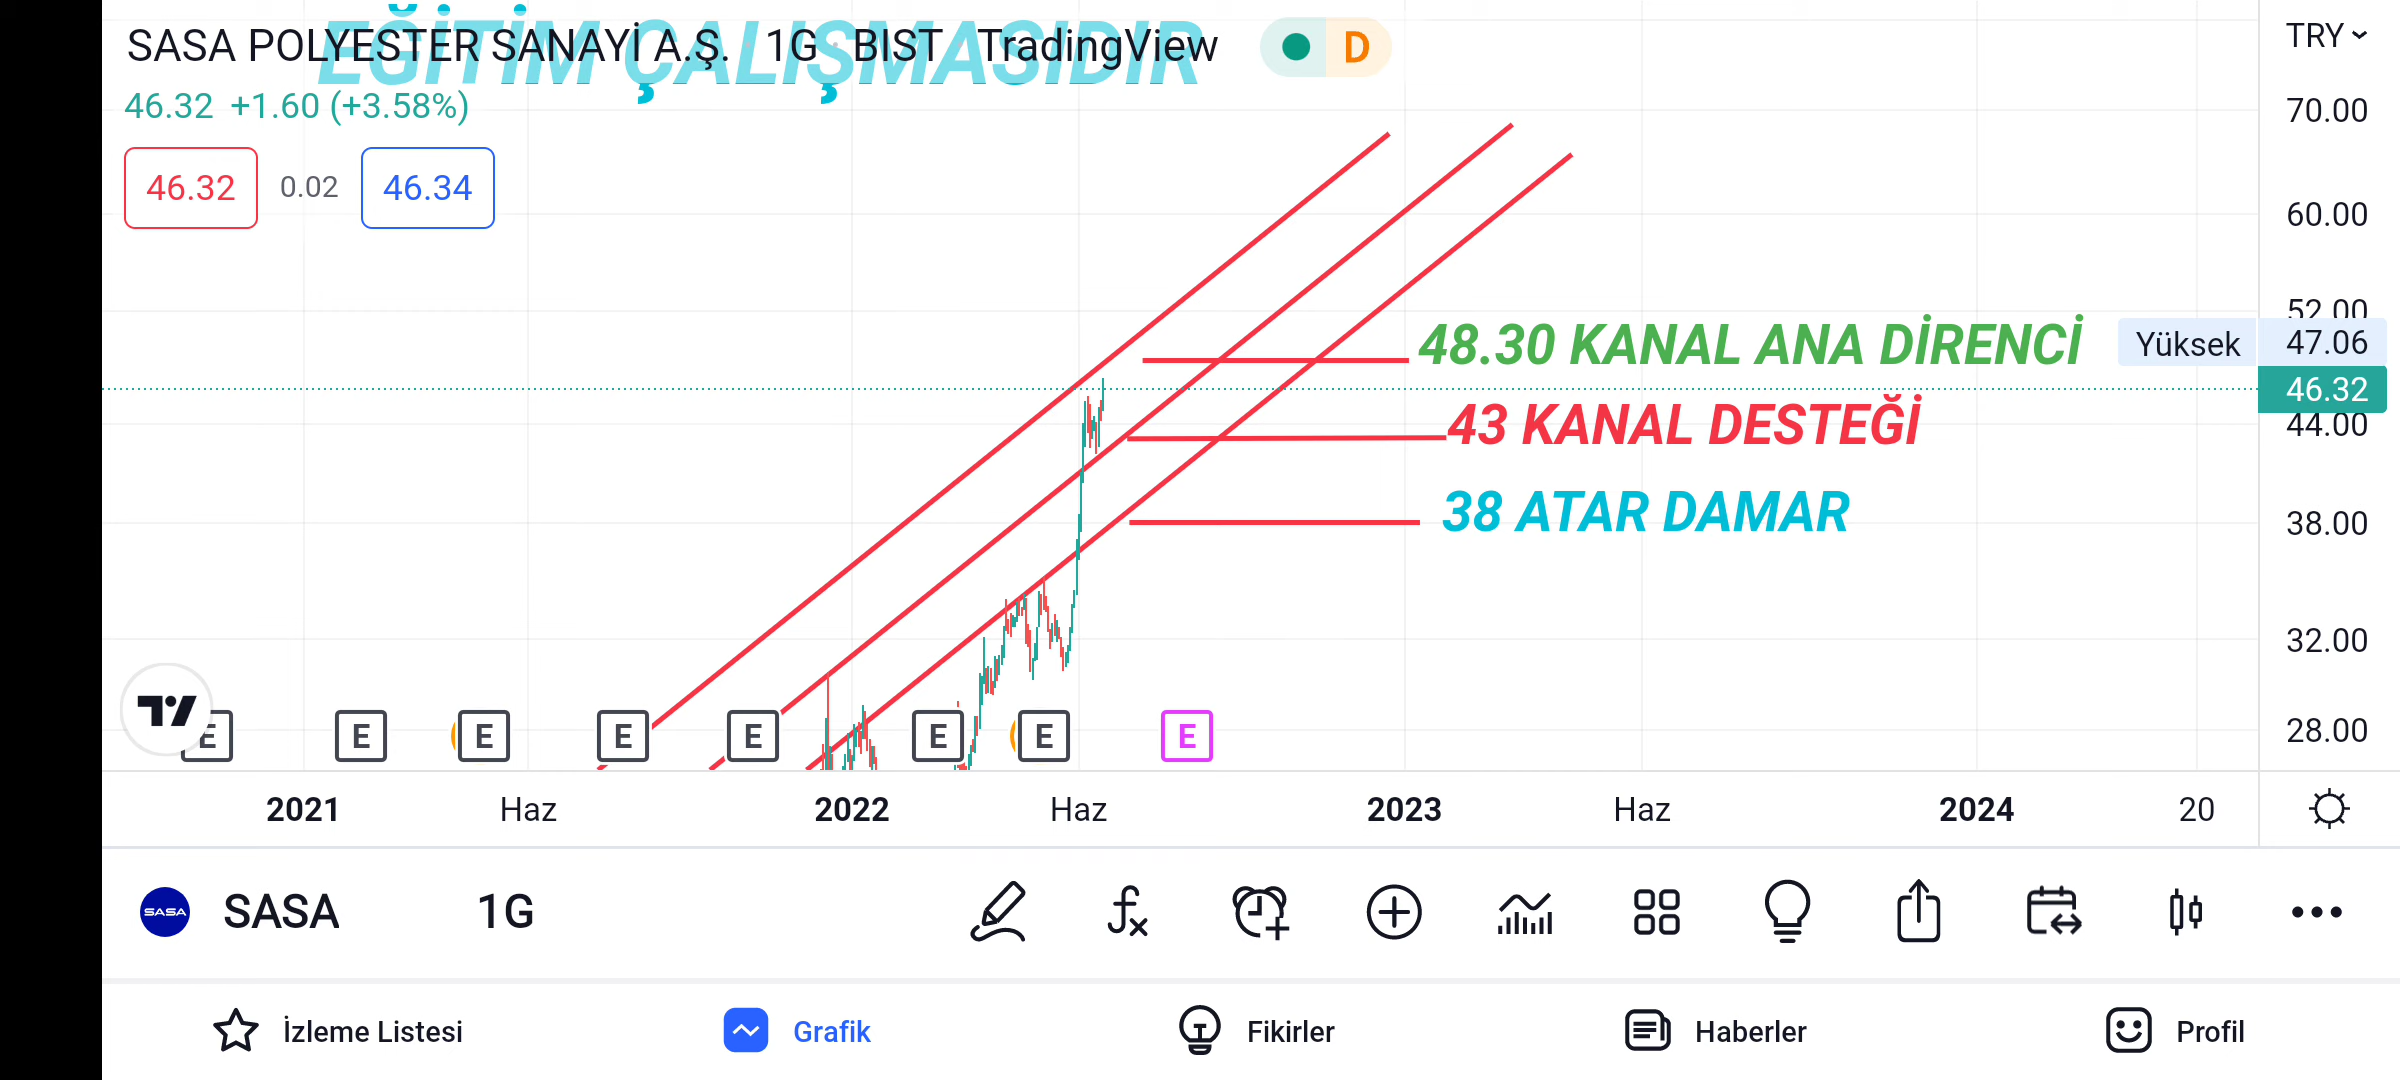 EĞİTİM ÇALIŞMASIDIR
SASA POLYESTER SANAYİ A.Ş. · 1G · BIST · TradingView D
46.32 +1.60 (+3.58%)
46.32 0.02 46.34
TRY
70.00
60.00
52.00
48.30 KANAL ANA DİRENCİ
Yüksek 47.06
46.32
43 KANAL DESTEĞİ
44.00
38 ATAR DAMAR
38.00
32.00
28.00
E E E E E E E E
2021 Haz 2022 Haz 2023 Haz 2024 20
SASA SASA 1G
İzleme Listesi Grafik Fikirler Haberler Profil